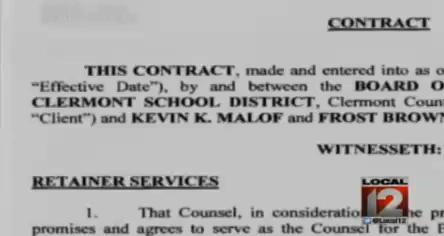 CONTRACT
THIS CONTRACT, made and entered into as o
"Effective Date"), by and between the BOARD O
CLERMONT SCHOOL DISTRICT, Clermont Coun
"Client") and KEVIN K. MALOF and FROST BROWN
WITNESSETH:
RETAINER SERVICES
1. That Counsel, in consideration the pr
promises and agrees to serve as the Counsel for the E
LOCAL
12
@Local12